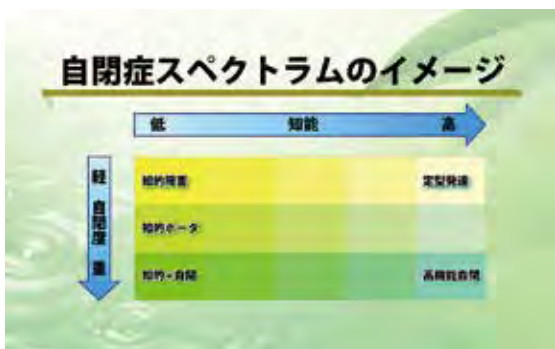 自閉症スペクトラムのイメージ
低 知能 高
軽 自閉度 重
知的障害 定型発達
知的ボーダ
知的・自閉 高機能自閉